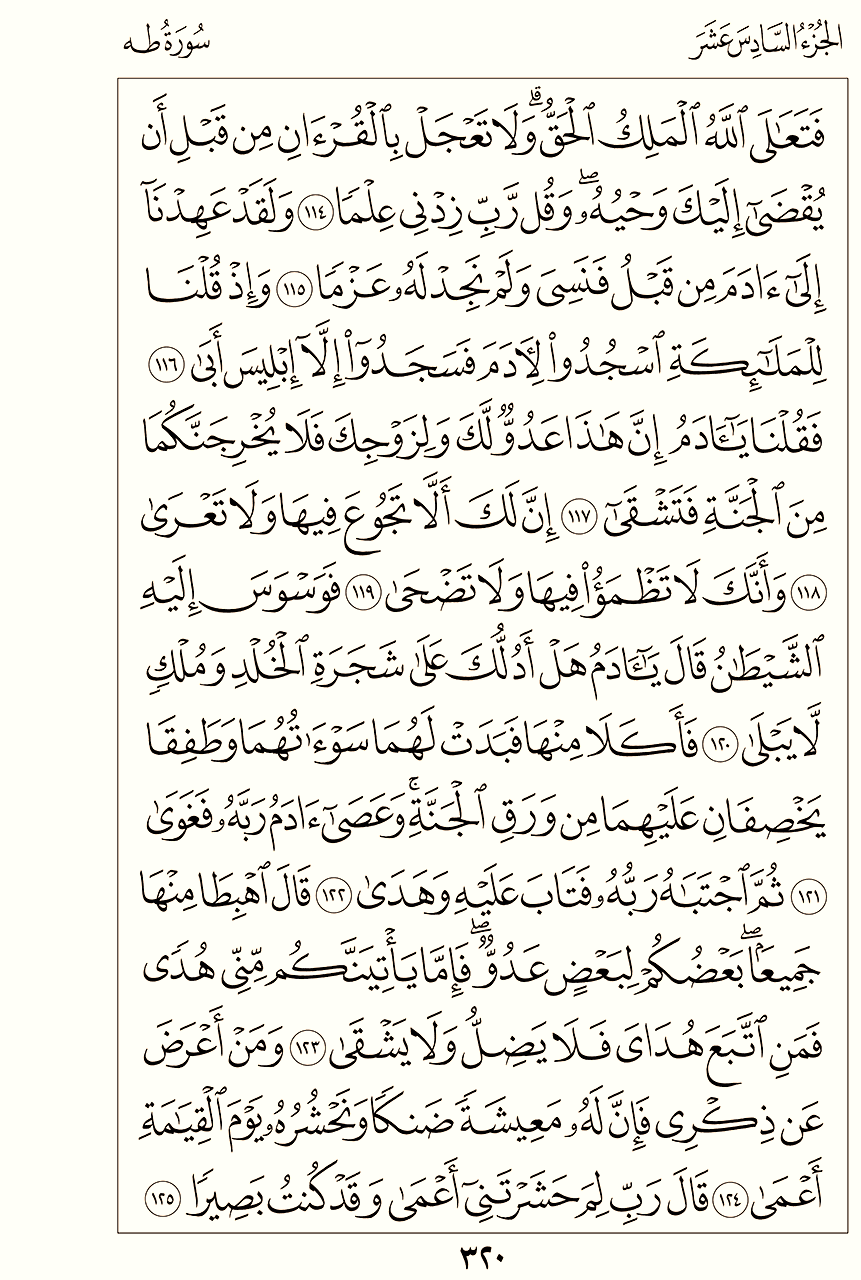 الجُزْءُ السَّادِسَ عَشَرَ
سُورَةُ طه
فَتَعَٰلَى ٱللَّهُ ٱلۡمَلِكُ ٱلۡحَقُّۗ وَلَا تَعۡجَلۡ بِٱلۡقُرۡءَانِ مِن قَبۡلِ أَن
يُقۡضَىٰٓ إِلَيۡكَ وَحۡيُهُۥۖ وَقُل رَّبِّ زِدۡنِي عِلۡمٗا ١١٤ وَلَقَدۡ عَهِدۡنَآ
إِلَىٰٓ ءَادَمَ مِن قَبۡلُ فَنَسِيَ وَلَمۡ نَجِدۡ لَهُۥ عَزۡمٗا ١١٥ وَإِذۡ قُلۡنَا
لِلۡمَلَٰٓئِكَةِ ٱسۡجُدُواْ لِأٓدَمَ فَسَجَدُوٓاْ إِلَّآ إِبۡلِيسَ أَبَىٰ ١١٦
فَقُلۡنَا يَٰٓـَٔادَمُ إِنَّ هَٰذَا عَدُوّٞ لَّكَ وَلِزَوۡجِكَ فَلَا يُخۡرِجَنَّكُمَا
مِنَ ٱلۡجَنَّةِ فَتَشۡقَىٰٓ ١١٧ إِنَّ لَكَ أَلَّا تَجُوعَ فِيهَا وَلَا تَعۡرَىٰ
١١٨ وَأَنَّكَ لَا تَظۡمَؤُاْ فِيهَا وَلَا تَضۡحَىٰ ١١٩ فَوَسۡوَسَ إِلَيۡهِ
ٱلشَّيۡطَٰنُ قَالَ يَٰٓـَٔادَمُ هَلۡ أَدُلُّكَ عَلَىٰ شَجَرَةِ ٱلۡخُلۡدِ وَمُلۡكٖ
لَّا يَبۡلَىٰ ١٢٠ فَأَكَلَا مِنۡهَا فَبَدَتۡ لَهُمَا سَوۡءَٰتُهُمَا وَطَفِقَا
يَخۡصِفَانِ عَلَيۡهِمَا مِن وَرَقِ ٱلۡجَنَّةِۚ وَعَصَىٰٓ ءَادَمُ رَبَّهُۥ فَغَوَىٰ
١٢١ ثُمَّ ٱجۡتَبَٰهُ رَبُّهُۥ فَتَابَ عَلَيۡهِ وَهَدَىٰ ١٢٢ قَالَ ٱهۡبِطَا مِنۡهَا
جَمِيعَۢاۖ بَعۡضُكُمۡ لِبَعۡضٍ عَدُوّٞۖ فَإِمَّا يَأۡتِيَنَّكُم مِّنِّي هُدٗى
فَمَنِ ٱتَّبَعَ هُدَايَ فَلَا يَضِلُّ وَلَا يَشۡقَىٰ ١٢٣ وَمَنۡ أَعۡرَضَ
عَن ذِكۡرِي فَإِنَّ لَهُۥ مَعِيشَةٗ ضَنكٗا وَنَحۡشُرُهُۥ يَوۡمَ ٱلۡقِيَٰمَةِ
أَعۡمَىٰ ١٢٤ قَالَ رَبِّ لِمَ حَشَرۡتَنِيٓ أَعۡمَىٰ وَقَدۡ كُنتُ بَصِيرٗا ١٢٥
٣٢٠